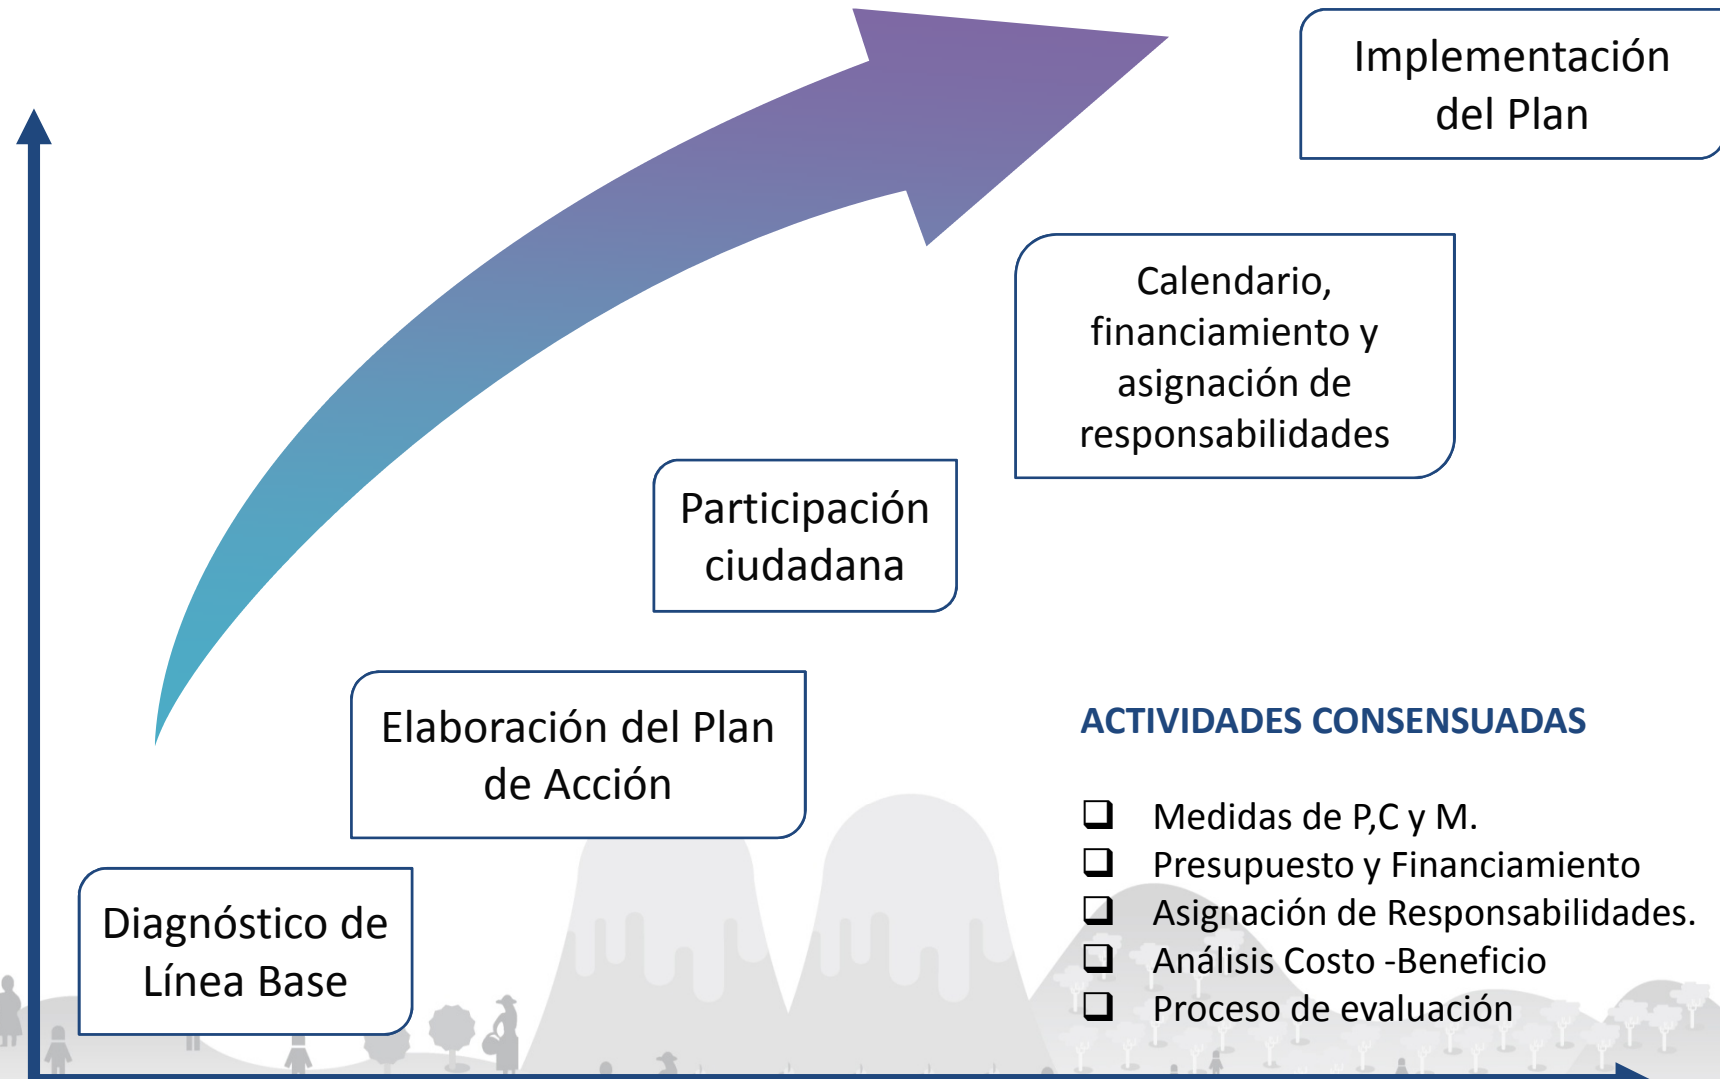 Implementación
del Plan
Calendario,
financiamiento y
asignación de
responsabilidades
Participación
ciudadana
Elaboración del Plan
de Acción
Diagnóstico de
Línea Base
ACTIVIDADES CONSENSUADAS
❑ Medidas de P,C y M.
❑ Presupuesto y Financiamiento
❑ Asignación de Responsabilidades.
❑ Análisis Costo -Beneficio
❑ Proceso de evaluación